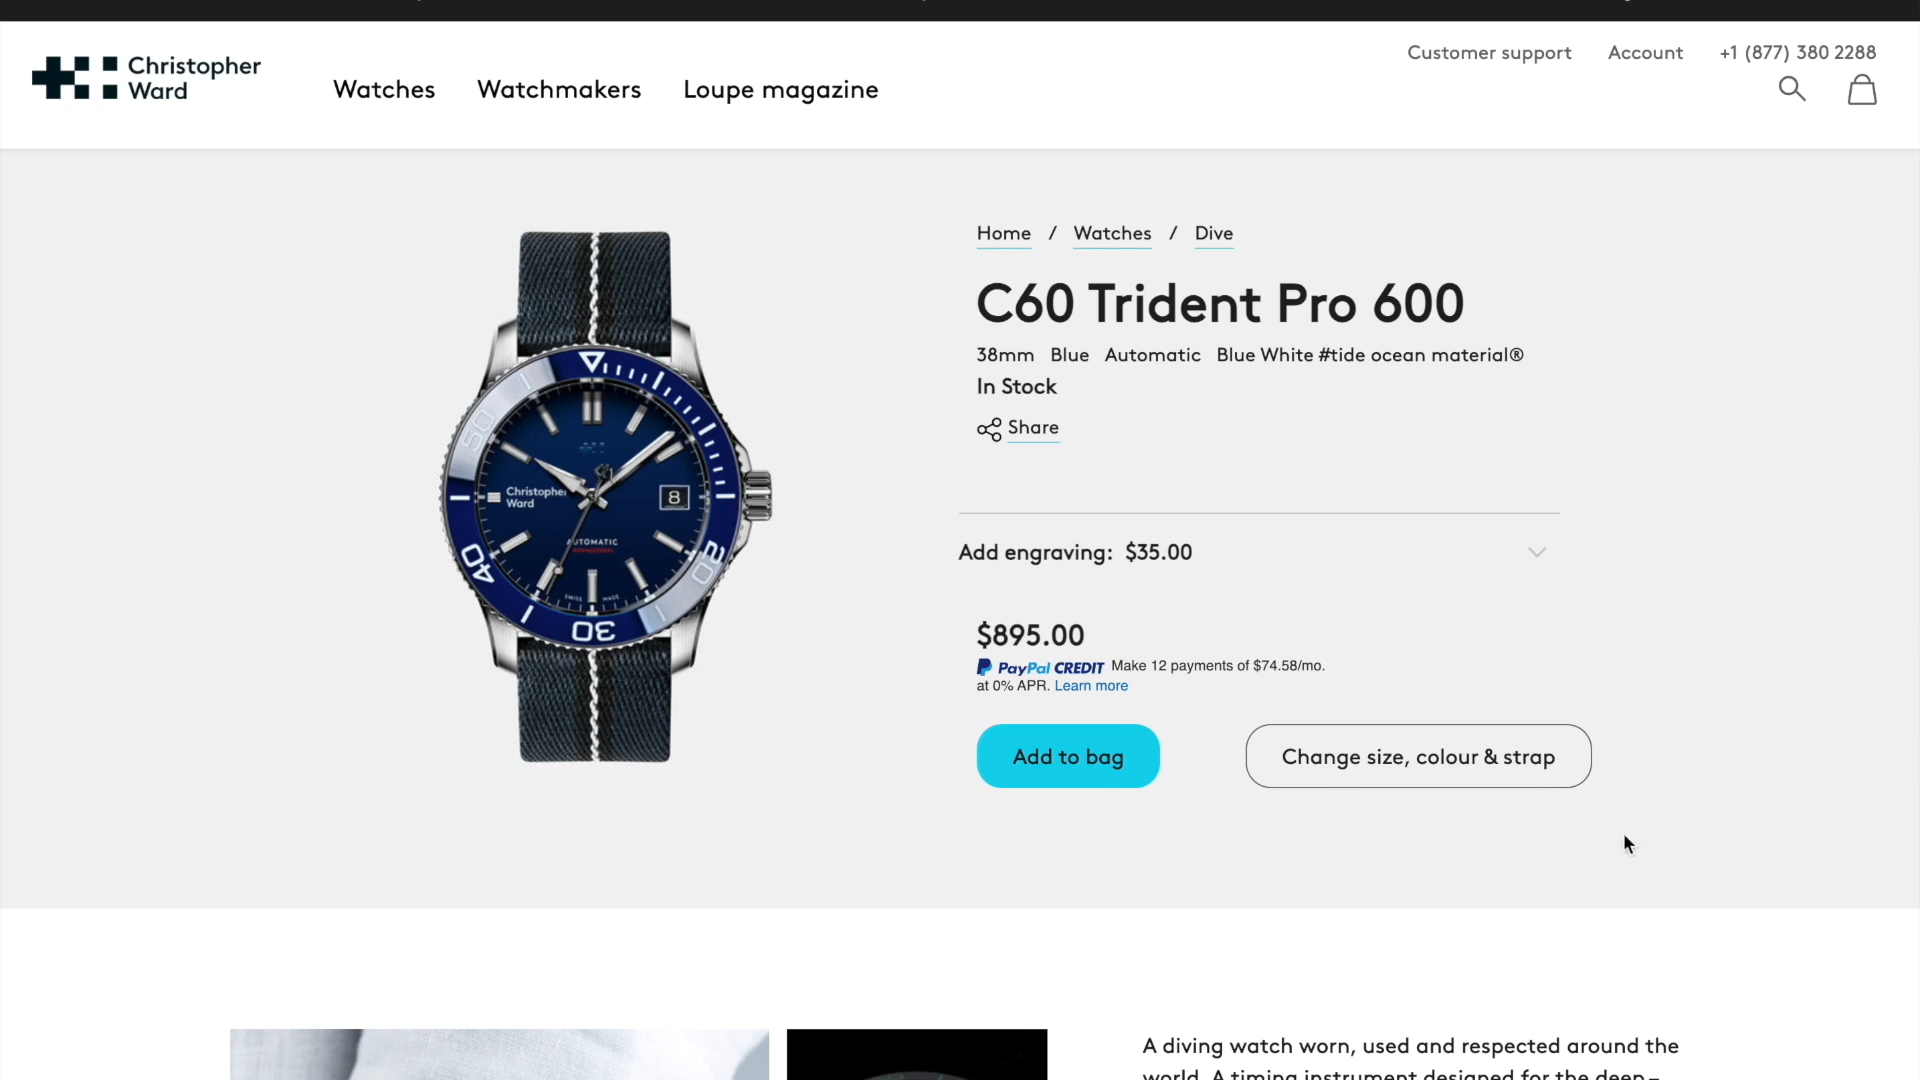 Christopher
Ward
Watches
Watchmakers
Loupe magazine
Customer support
Account
+1 (877) 380 2288
Home / Watches / Dive
C60 Trident Pro 600
38mm Blue Automatic Blue White #tide ocean material®
In Stock
Share
Add engraving: $35.00
$895.00
PayPal CREDIT Make 12 payments of $74.58/mo.
at 0% APR. Learn more
Add to bag
Change size, colour & strap
50
Christopher
Ward
8
AUTOMATIC
SWISS MADE
40
20
30
A diving watch worn, used and respected around the
world. A timing instrument designed for the deep –